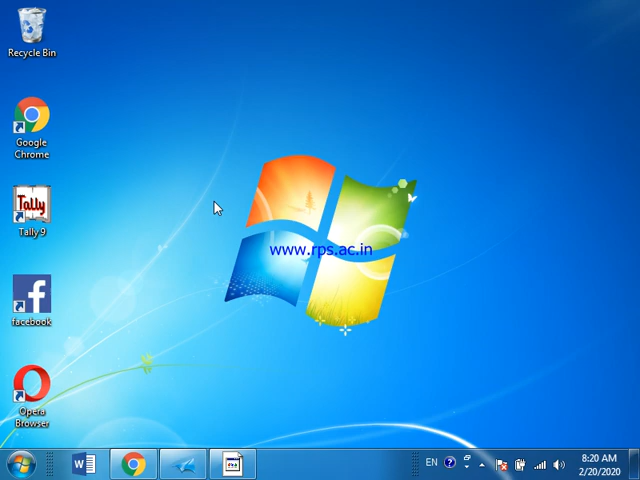 Recycle Bin
Google
Chrome
Tally
Tally 9
facebook
Opera
Browser
www.rps.ac.in
W
EN
?
8:20 AM
2/20/2020